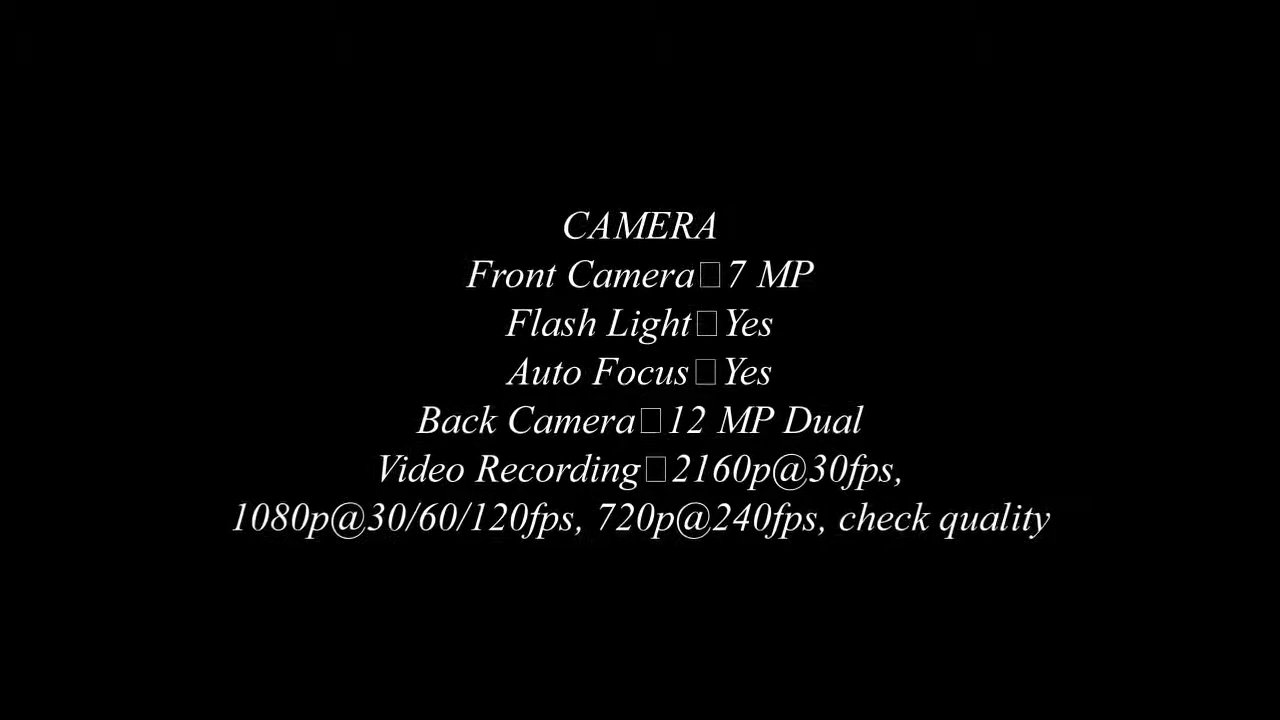 CAMERA
Front Camera□7 MP
Flash Light□Yes
Auto Focus□Yes
Back Camera□12 MP Dual
Video Recording□2160p@30fps,
1080p@30/60/120fps, 720p@240fps, check quality